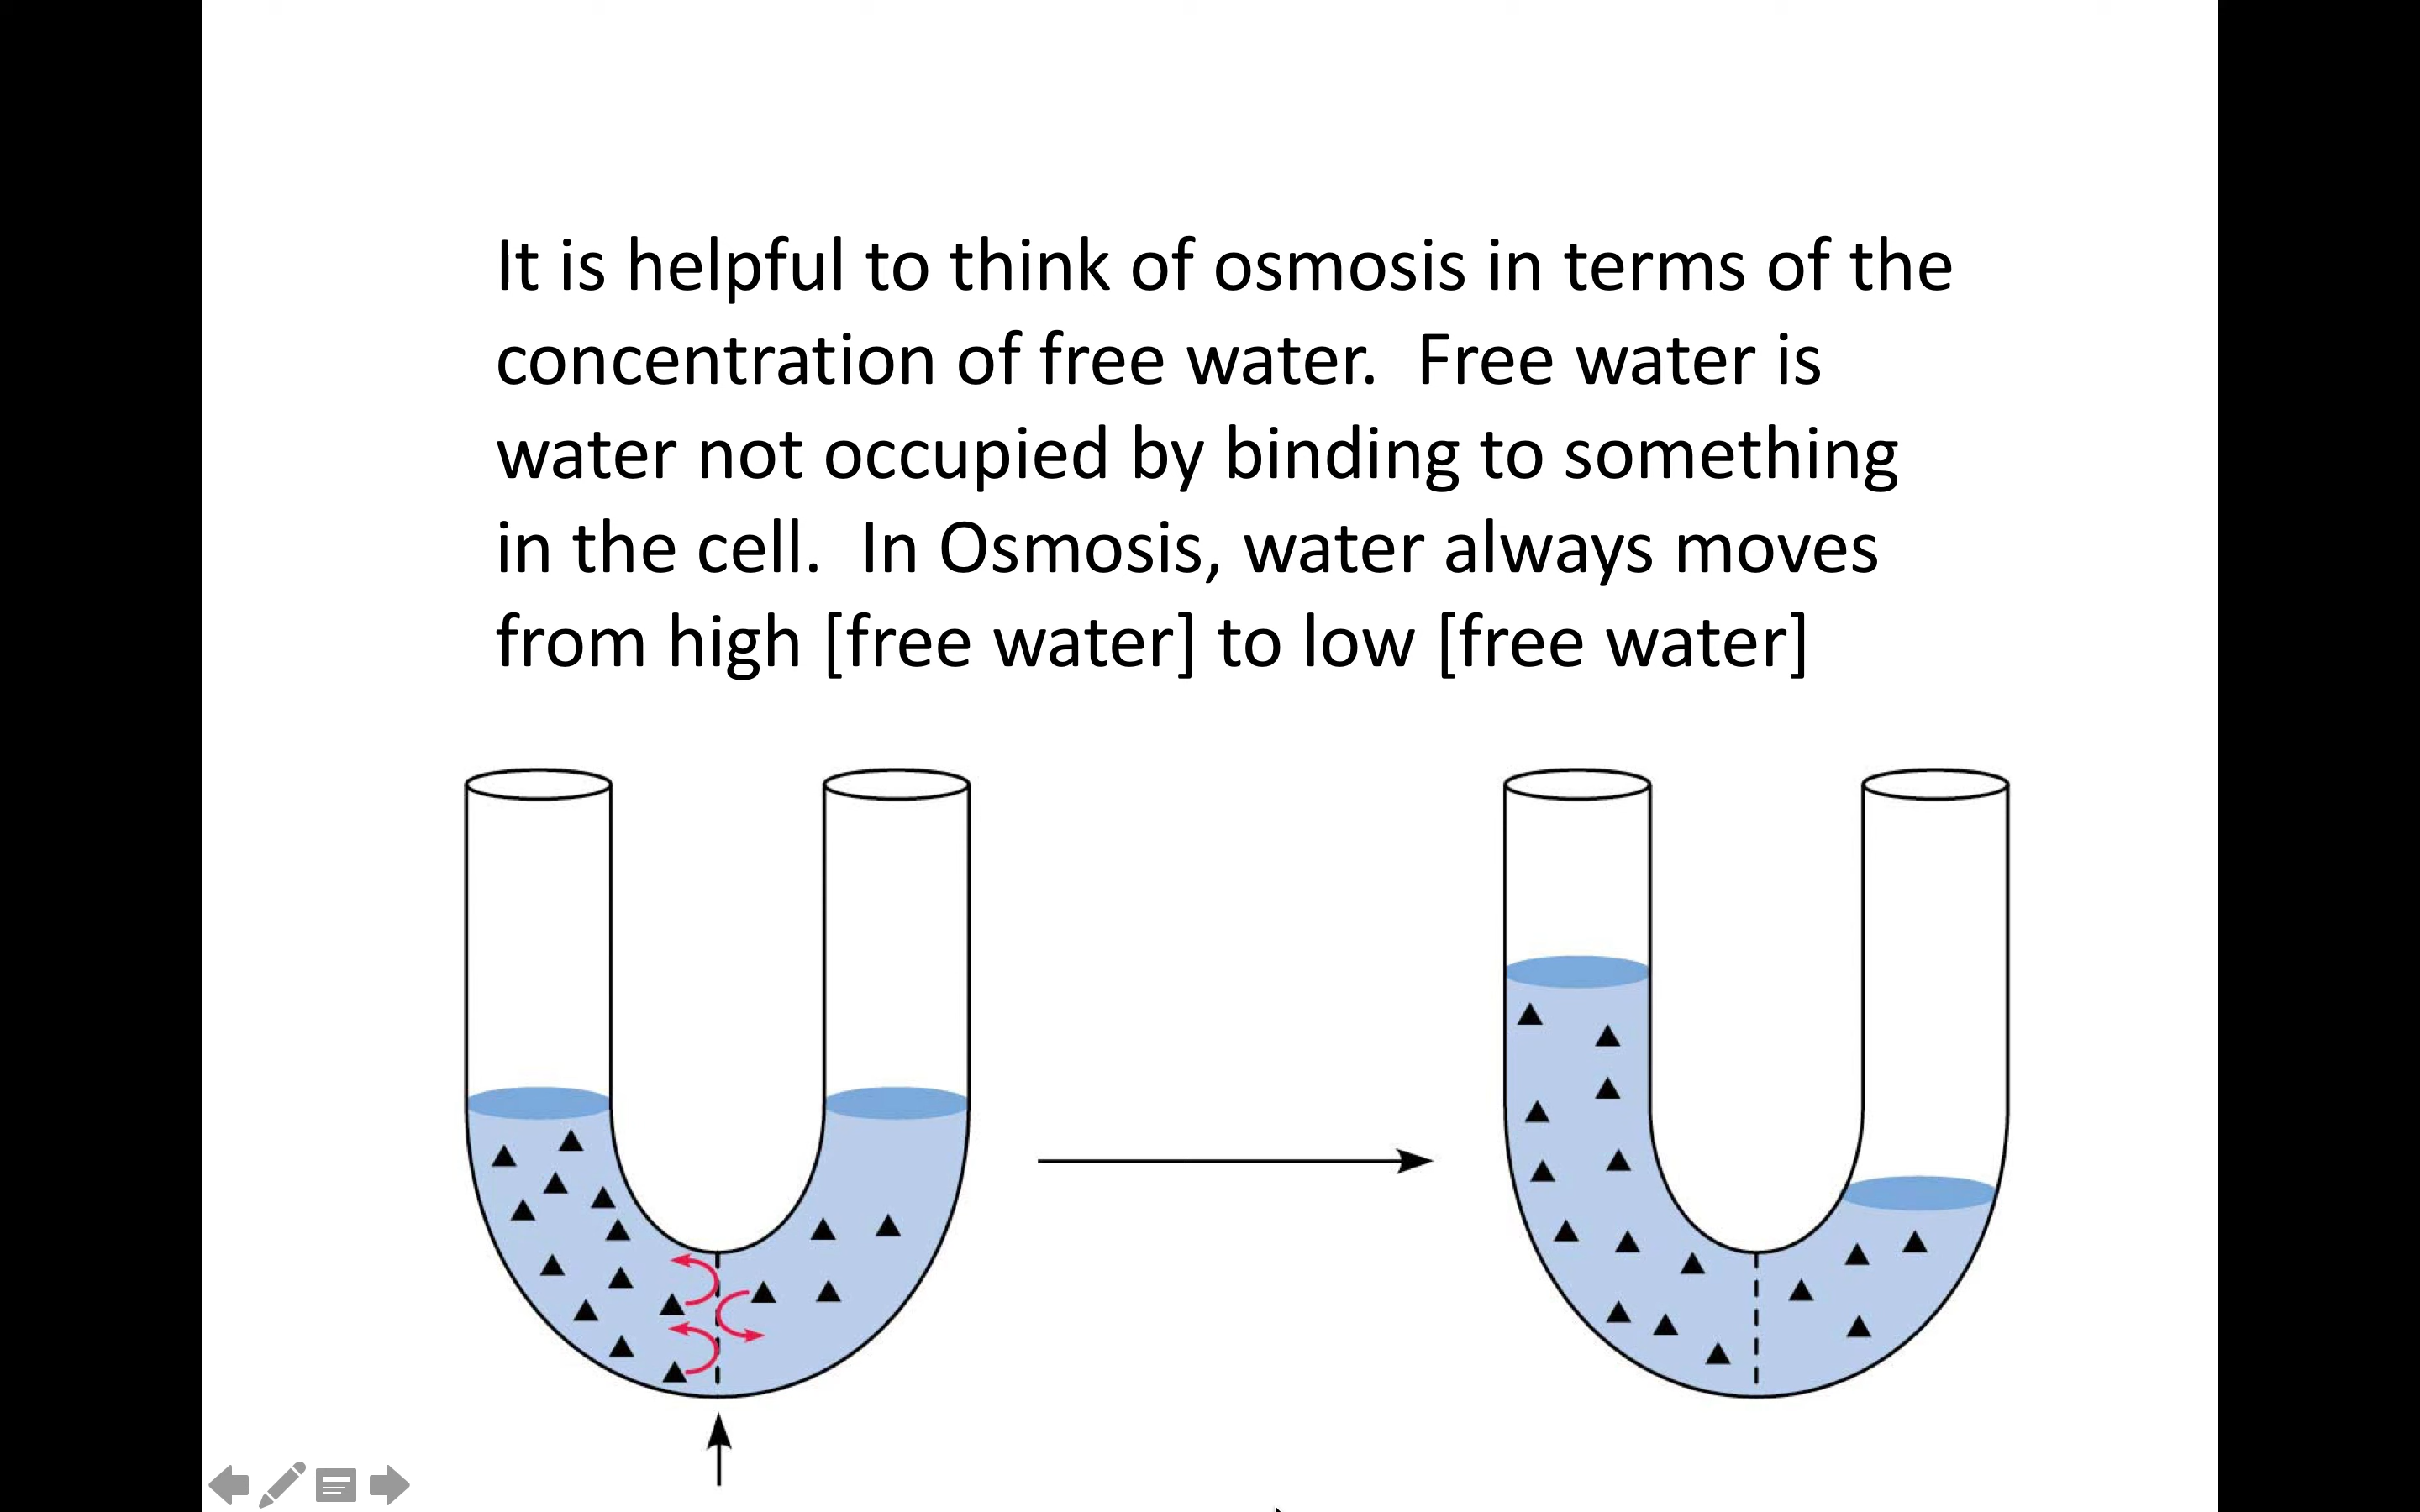 It is helpful to think of osmosis in terms of the
concentration of free water.  Free water is
water not occupied by binding to something
in the cell.  In Osmosis, water always moves
from high [free water] to low [free water]